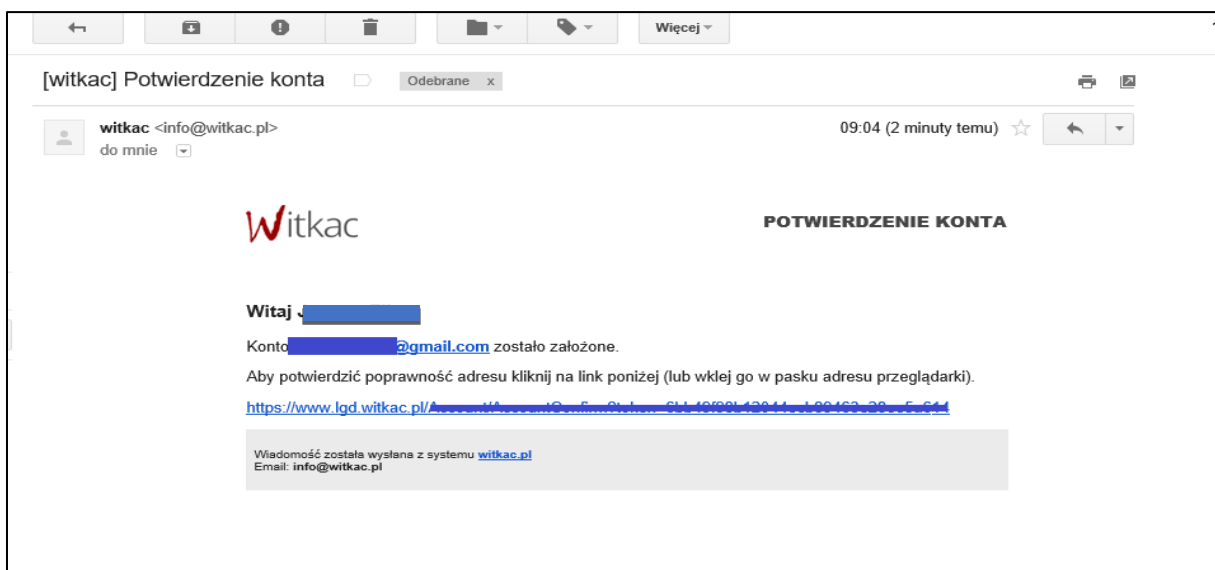 Więcej
[witkac] Potwierdzenie konta Odebrane x
witkac <info@witkac.pl> 09:04 (2 minuty temu)
do mnie
Witkac POTWIERDZENIE KONTA
Witaj
Konto @gmail.com zostało założone.
Aby potwierdzić poprawność adresu kliknij na link poniżej (lub wklej go w pasku adresu przeglądarki).
https://www.lgd.witkac.pl/
Wiadomość została wysłana z systemu witkac.pl
Email: info@witkac.pl